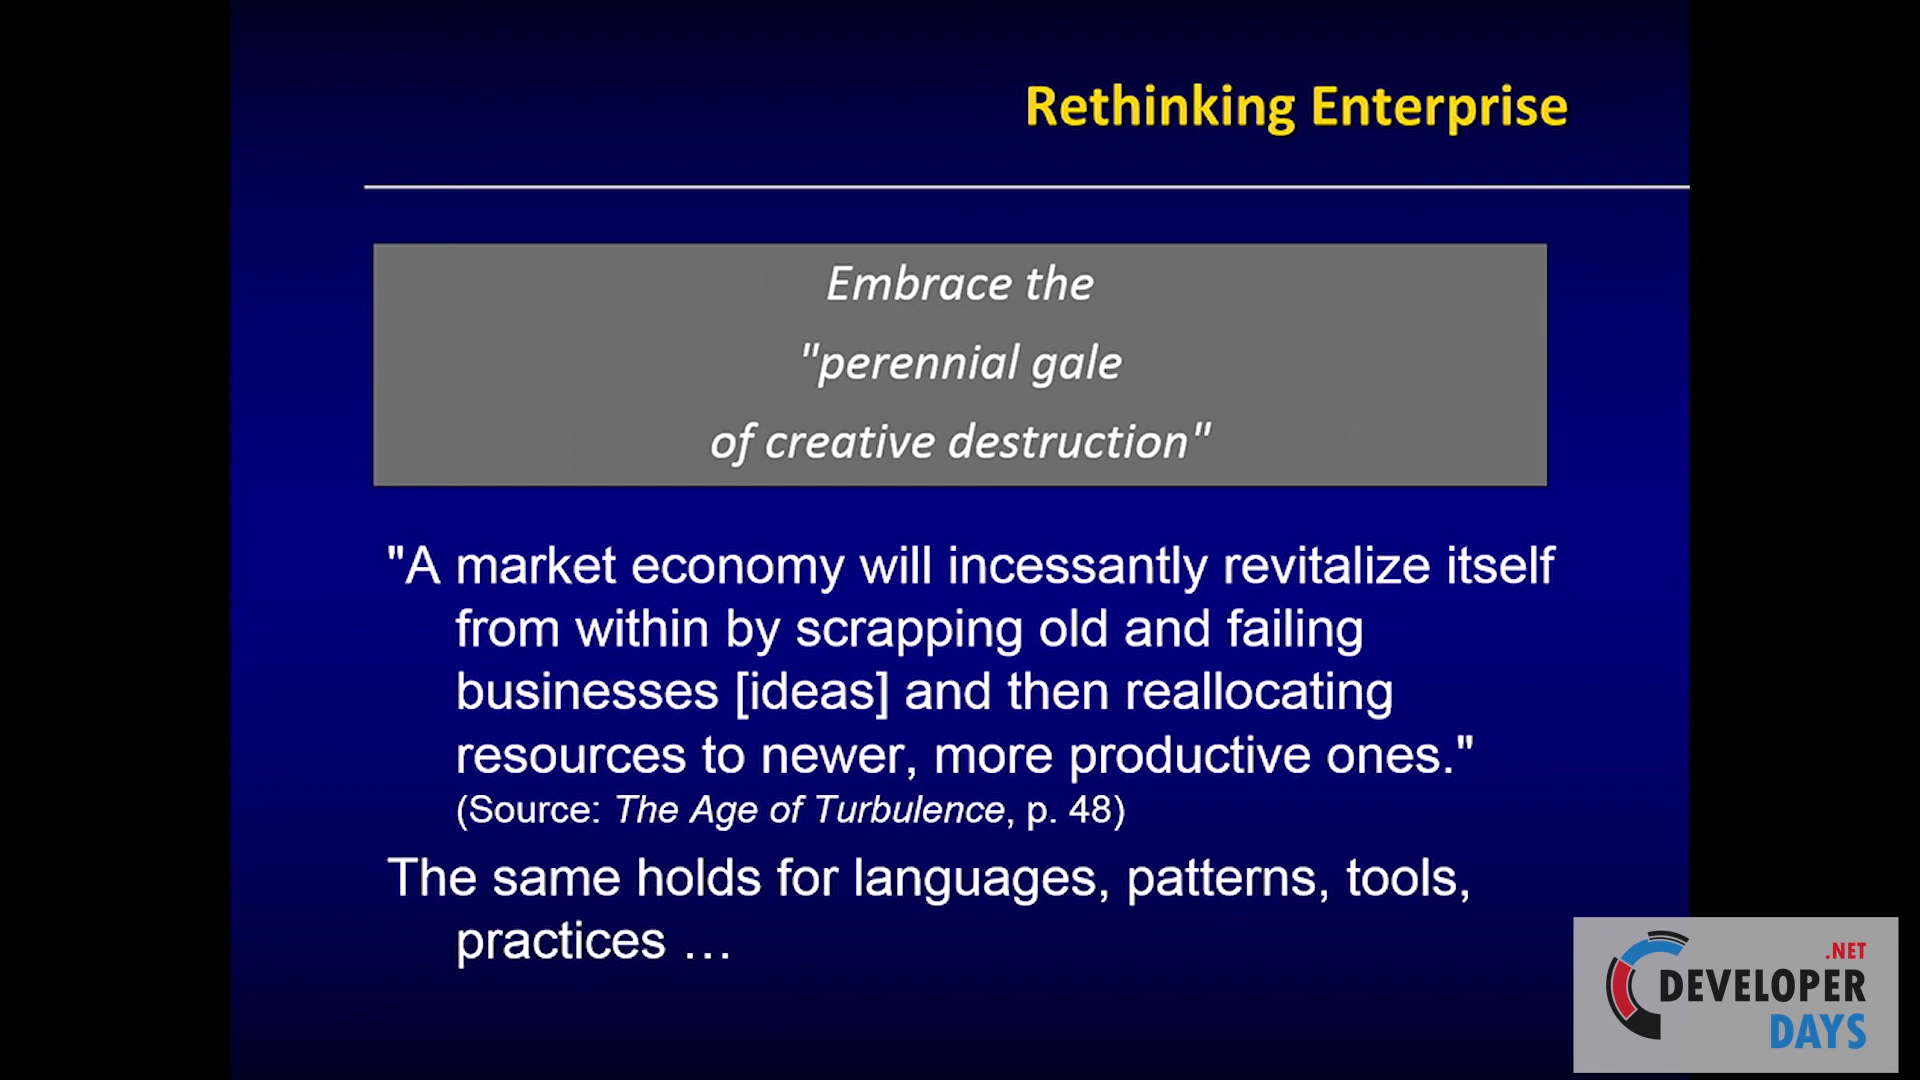 Rethinking Enterprise
Embrace the
"perennial gale
of creative destruction"
"A market economy will incessantly revitalize itself
from within by scrapping old and failing
businesses [ideas] and then reallocating
resources to newer, more productive ones."
(Source: The Age of Turbulence, p. 48)
The same holds for languages, patterns, tools,
practices …
.NET
DEVELOPER
DAYS